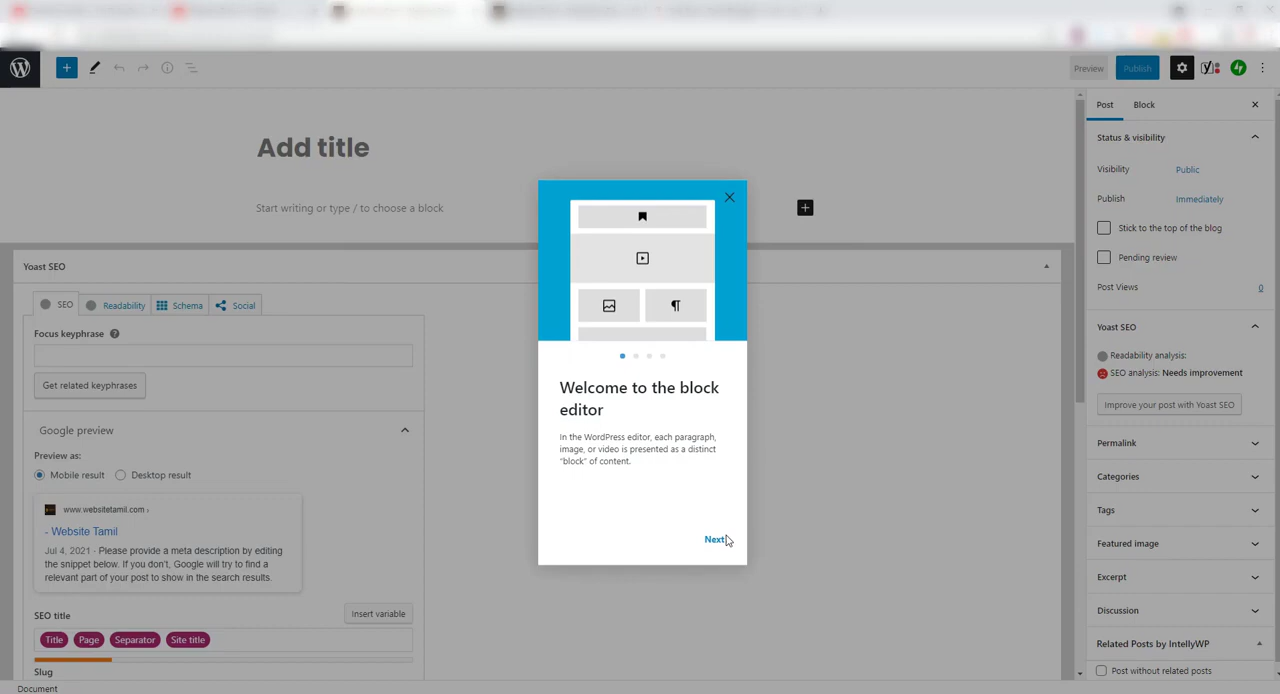 Preview
Publish
Add title
Start writing or type / to choose a block
Yoast SEO
SEO
Readability
Schema
Social
Focus keyphrase
Get related keyphrases
Google preview
Preview as:
Mobile result
Desktop result
www.websitetamil.com ›
- Website Tamil
Jul 4, 2021 - Please provide a meta description by editing
the snippet below. If you don't, Google will try to find a
relevant part of your post to show in the search results.
SEO title
Insert variable
Title
Page
Separator
Site title
Slug
Document
Welcome to the block
editor
In the WordPress editor, each paragraph,
image, or video is presented as a distinct
"block" of content.
Next
Post
Block
Status & visibility
Visibility
Public
Publish
Immediately
Stick to the top of the blog
Pending review
Post Views
0
Yoast SEO
Readability analysis:
SEO analysis: Needs improvement
Improve your post with Yoast SEO
Permalink
Categories
Tags
Featured image
Excerpt
Discussion
Related Posts by IntellyWP
Post without related posts